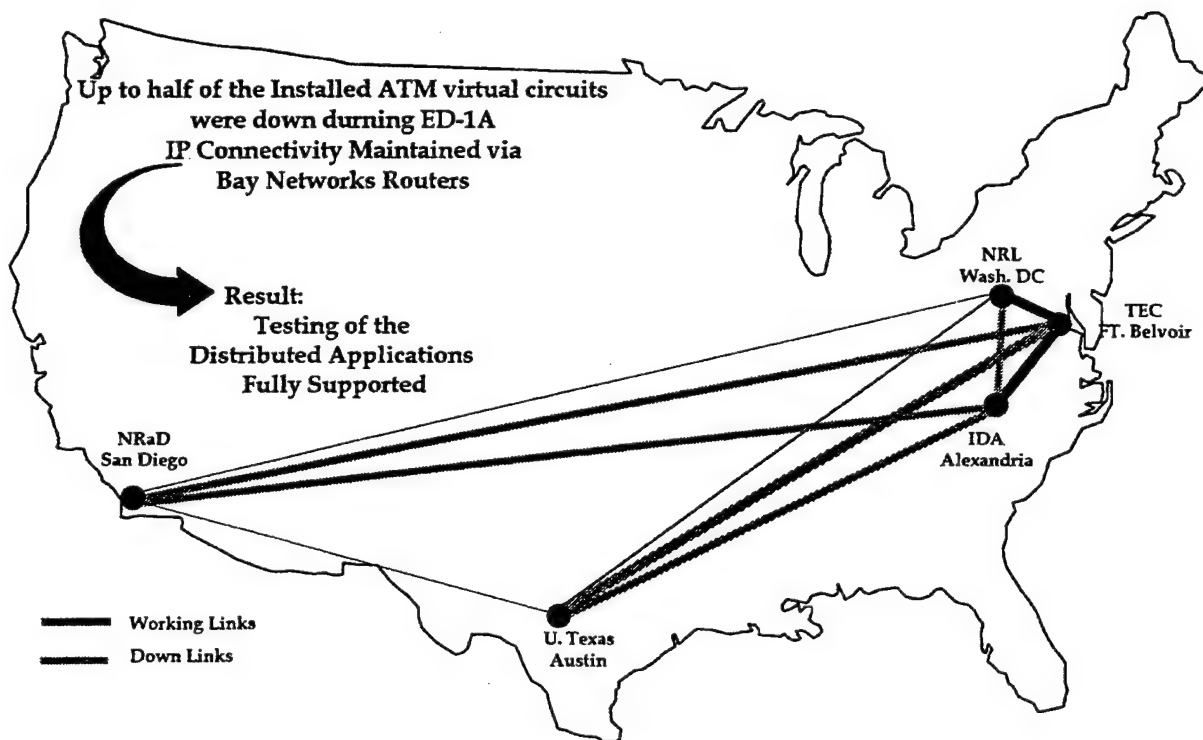 Up to half of the Installed ATM virtual circuits
were down durning ED-1A
IP Connectivity Maintained via
Bay Networks Routers
Result:
Testing of the
Distributed Applications
Fully Supported
NRL
Wash. DC
TEC
FT. Belvoir
IDA
Alexandria
NRaD
San Diego
U. Texas
Austin
Working Links
Down Links